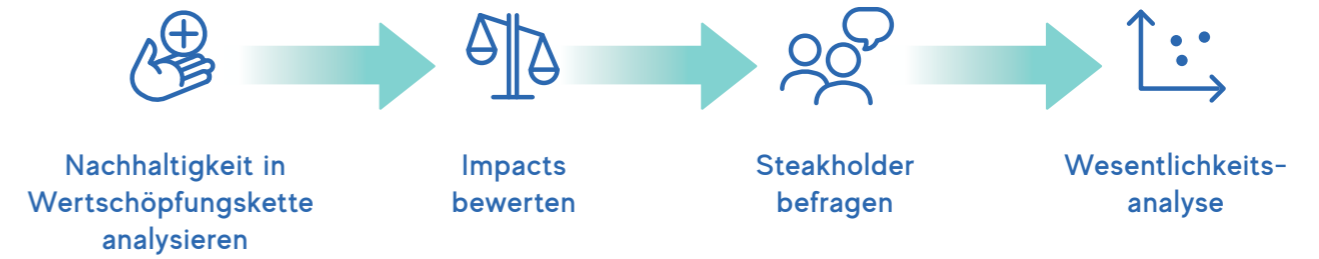 Nachhaltigkeit in
Wertschöpfungskette
analysieren
Impacts
bewerten
Steakholder
befragen
Wesentlichkeits-
analyse